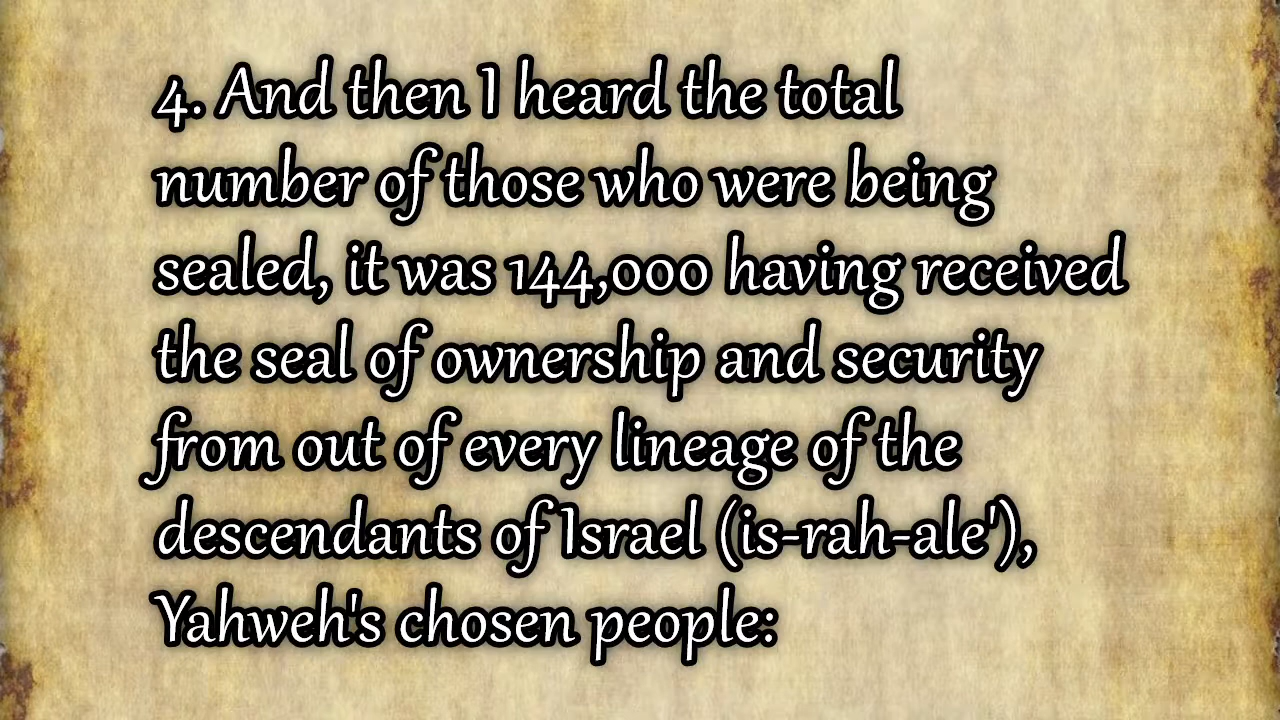 4. And then I heard the total
number of those who were being
sealed, it was 144,000 having received
the seal of ownership and security
from out of every lineage of the
descendants of Israel (is-rah-ale'),
Yahweh's chosen people: